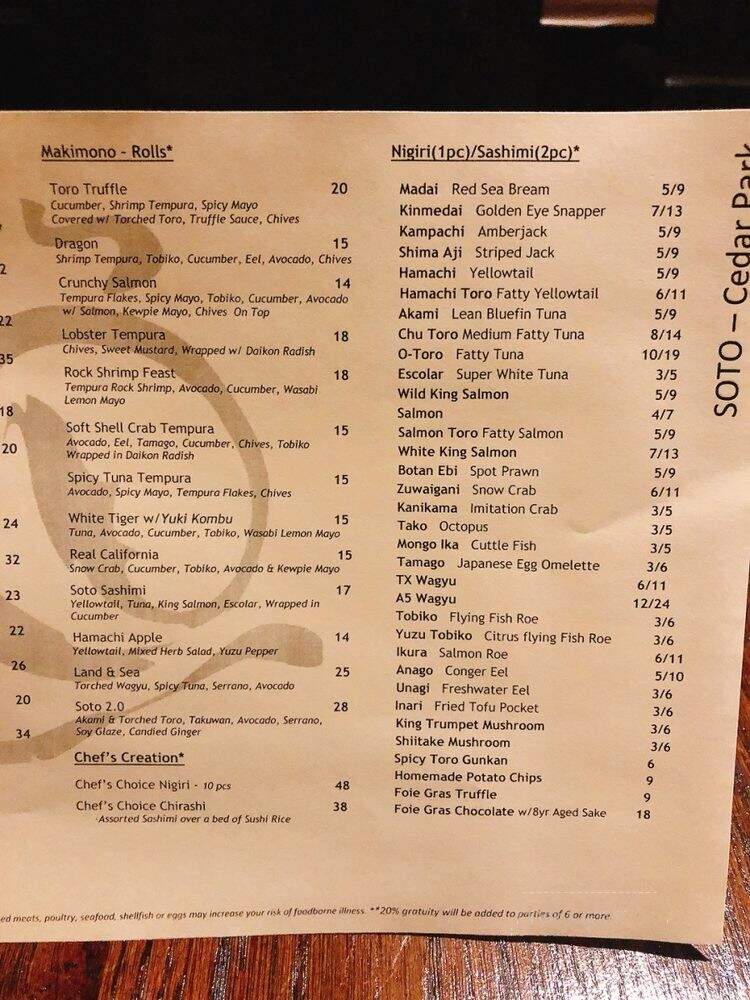 Makimono - Rolls*
Toro Truffle 20
Cucumber, Shrimp Tempura, Spicy Mayo
Covered w/ Torched Toro, Truffle Sauce, Chives
Dragon 15
Shrimp Tempura, Tobiko, Cucumber, Eel, Avocado, Chives
Crunchy Salmon 14
Tempura Flakes, Spicy Mayo, Tobiko, Cucumber, Avocado
w/ Salmon, Kewpie Mayo, Chives On Top
Lobster Tempura 18
Chives, Sweet Mustard, Wrapped w/ Daikon Radish
Rock Shrimp Feast 18
Tempura Rock Shrimp, Avocado, Cucumber, Wasabi
Lemon Mayo
Soft Shell Crab Tempura 15
Avocado, Eel, Tamago, Cucumber, Chives, Tobiko
Wrapped in Daikon Radish
Spicy Tuna Tempura 15
Avocado, Spicy Mayo, Tempura Flakes, Chives
White Tiger w/Yuki Kombu 15
Tuna, Avocado, Cucumber, Tobiko, Wasabi Lemon Mayo
Real California 15
Snow Crab, Cucumber, Tobiko, Avocado & Kewpie Mayo
Soto Sashimi 17
Yellowtail, Tuna, King Salmon, Escolar, Wrapped in
Cucumber
Hamachi Apple 14
Yellowtail, Mixed Herb Salad, Yuzu Pepper
Land & Sea 25
Torched Wagyu, Spicy Tuna, Serrano, Avocado
Soto 2.0 28
Akami & Torched Toro, Takuwan, Avocado, Serrano,
Soy Glaze, Candied Ginger
Chef's Creation*
Chef's Choice Nigiri - 10 pcs 48
Chef's Choice Chirashi 38
Assorted Sashimi over a bed of Sushi Rice
Nigiri(1pc)/Sashimi(2pc)*
Madai Red Sea Bream 5/9
Kinmedai Golden Eye Snapper 7/13
Kampachi Amberjack 5/9
Shima Aji Striped Jack 5/9
Hamachi Yellowtail 5/9
Hamachi Toro Fatty Yellowtail 6/11
Akami Lean Bluefin Tuna 5/9
Chu Toro Medium Fatty Tuna 8/14
O-Toro Fatty Tuna 10/19
Escolar Super White Tuna 3/5
Wild King Salmon 5/9
Salmon 4/7
Salmon Toro Fatty Salmon 5/9
White King Salmon 7/13
Botan Ebi Spot Prawn 5/9
Zuwaigani Snow Crab 6/11
Kanikama Imitation Crab 3/5
Tako Octopus 3/5
Mongo Ika Cuttle Fish 3/5
Tamago Japanese Egg Omelette 3/6
TX Wagyu 6/11
A5 Wagyu 12/24
Tobiko Flying Fish Roe 3/6
Yuzu Tobiko Citrus flying Fish Roe 3/6
Ikura Salmon Roe 6/11
Anago Conger Eel 5/10
Unagi Freshwater Eel 3/6
Inari Fried Tofu Pocket 3/6
King Trumpet Mushroom 3/6
Shiitake Mushroom 3/6
Spicy Toro Gunkan 6
Homemade Potato Chips 9
Foie Gras Truffle 9
Foie Gras Chocolate w/8yr Aged Sake 18
SOTO – Cedar Park
2
22
35
18
20
24
32
23
22
26
20
34
ed meats, poultry, seafood, shellfish or eggs may increase your risk of foodborne illness. **20% gratuity will be added to parties of 6 or more.